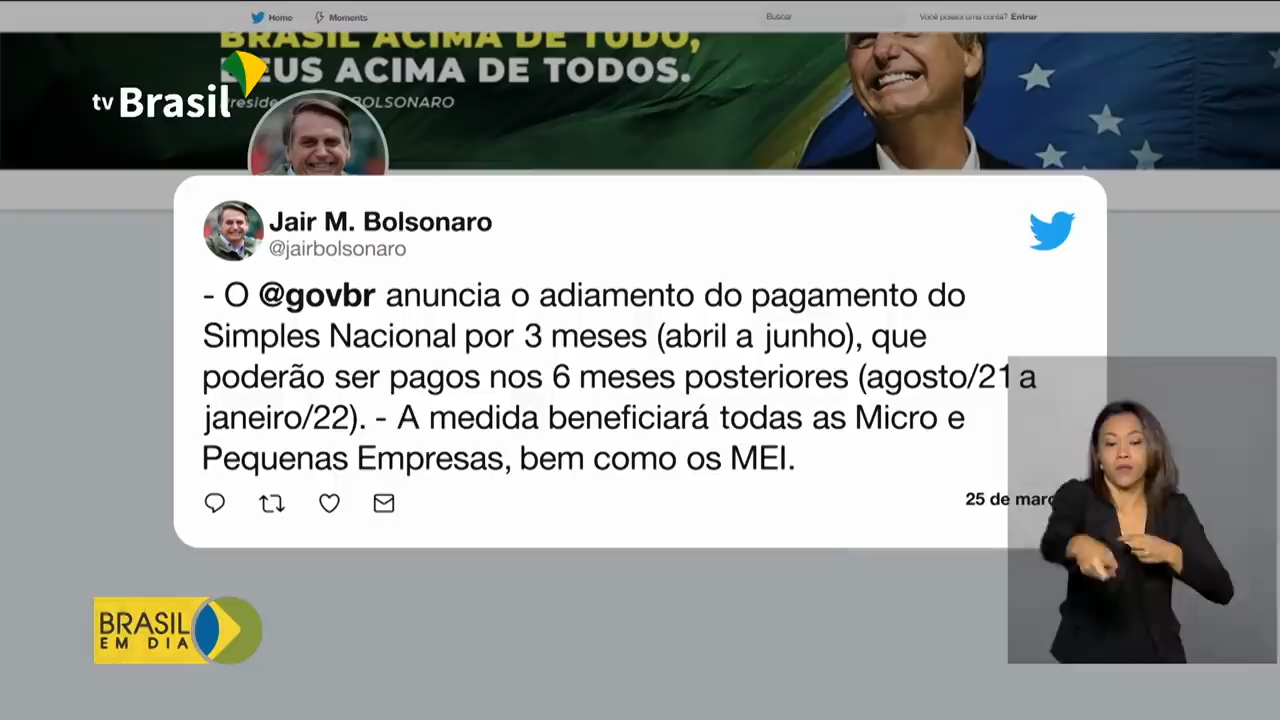 Home
Moments
Buscar
Você possui uma conta? Entrar
BRASIL ACIMA DE TUDO,
DEUS ACIMA DE TODOS.
BOLSONARO
tv Brasil
Jair M. Bolsonaro
@jairbolsonaro
- O @govbr anuncia o adiamento do pagamento do
Simples Nacional por 3 meses (abril a junho), que
poderão ser pagos nos 6 meses posteriores (agosto/21 a
janeiro/22). - A medida beneficiará todas as Micro e
Pequenas Empresas, bem como os MEI.
25 de març
BRASIL
EM DIA